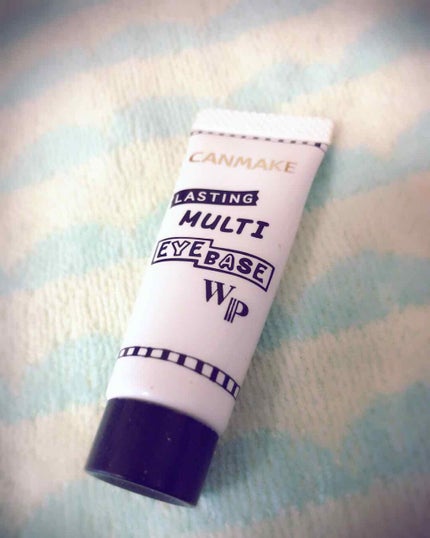 CANMAKE
LASTING
MULTI
EYE BASE
WP